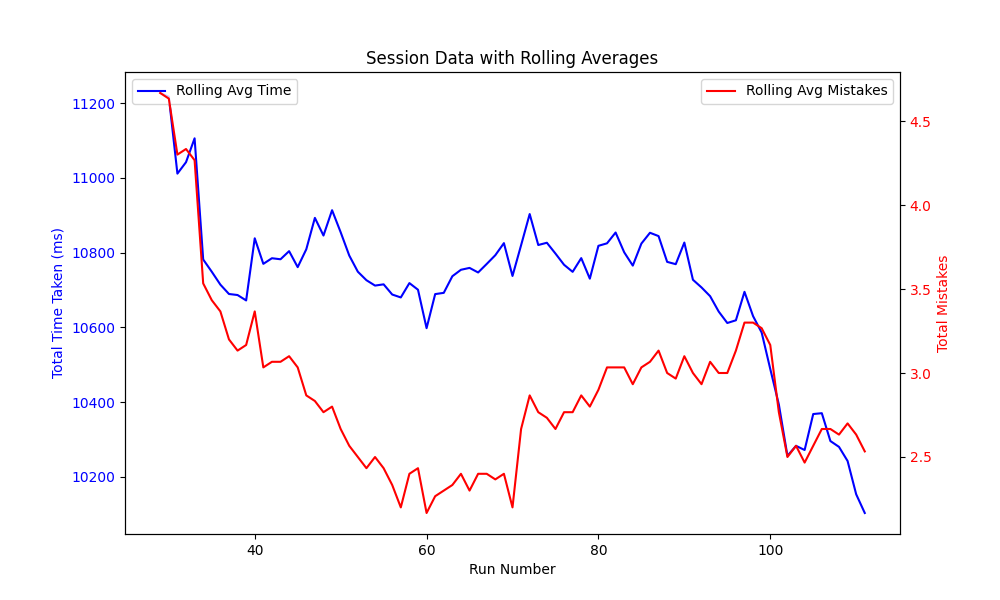 Session Data with Rolling Averages
Rolling Avg Time
Rolling Avg Mistakes
Total Time Taken (ms)
11200
11000
10800
10600
10400
10200
4.5
4.0
3.5
3.0
2.5
Total Mistakes
40
60
80
100
Run Number